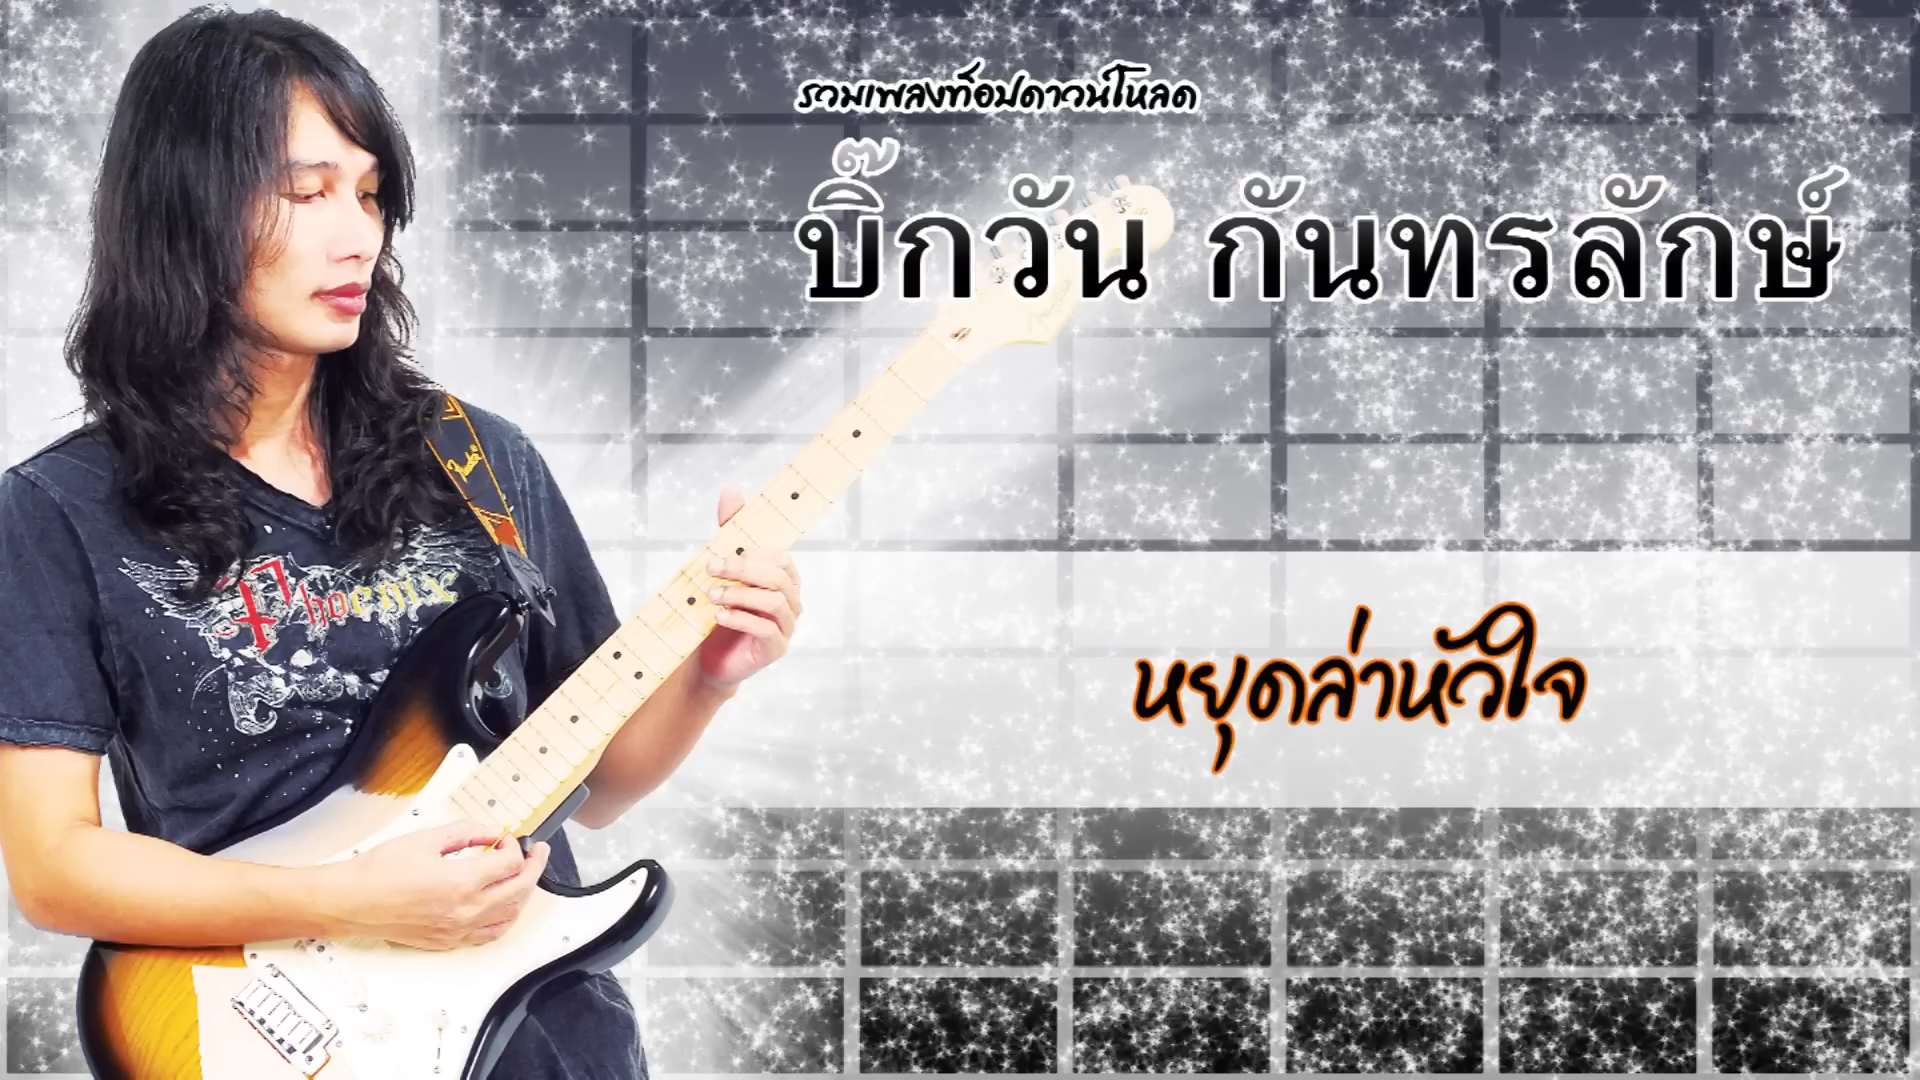 รวมเพลงท็อปดาวน์โหลด
บิ๊กวัน กันทรลักษ์
หยุดล่าหัวใจ
Phoenix
Fender